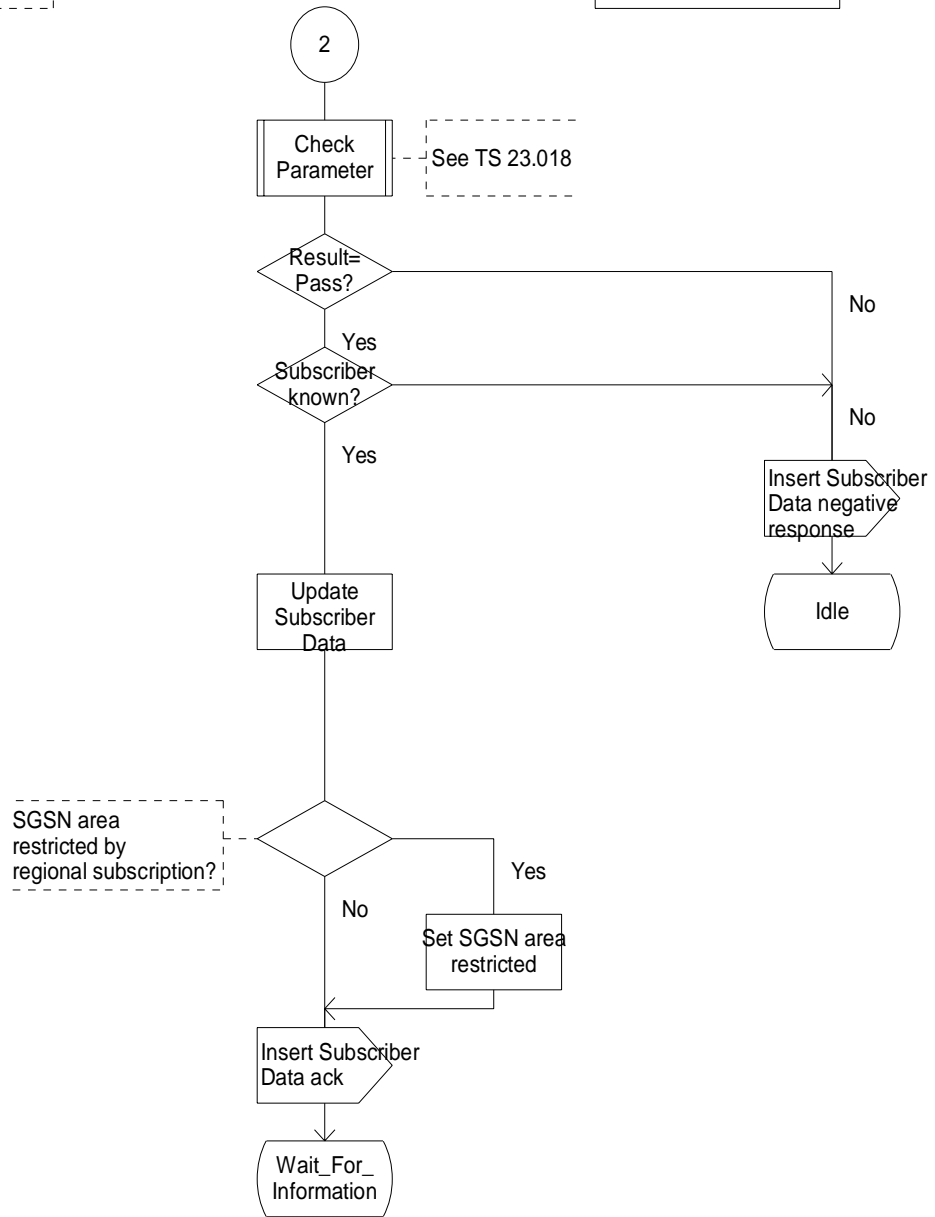 2
Check
Parameter
See TS 23.018
Result=
Pass?
No
Yes
Subscriber
known?
No
Yes
Insert Subscriber
Data negative
response
Update
Subscriber
Data
Idle
SGSN area
restricted by
regional subscription?
Yes
No
Set SGSN area
restricted
Insert Subscriber
Data ack
Wait_For_
Information